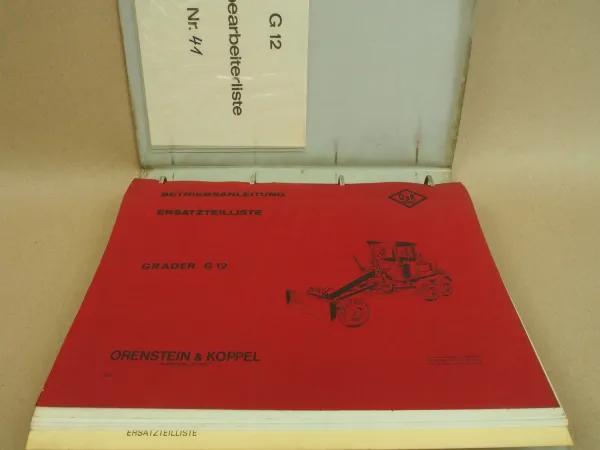 G 12
bearbeiterliste
Nr. 41
BETRIEBSANLEITUNG
ERSATZTEILLISTE
O&K
GRADER G 12
ORENSTEIN & KOPPEL
ERSATZTEILLISTE